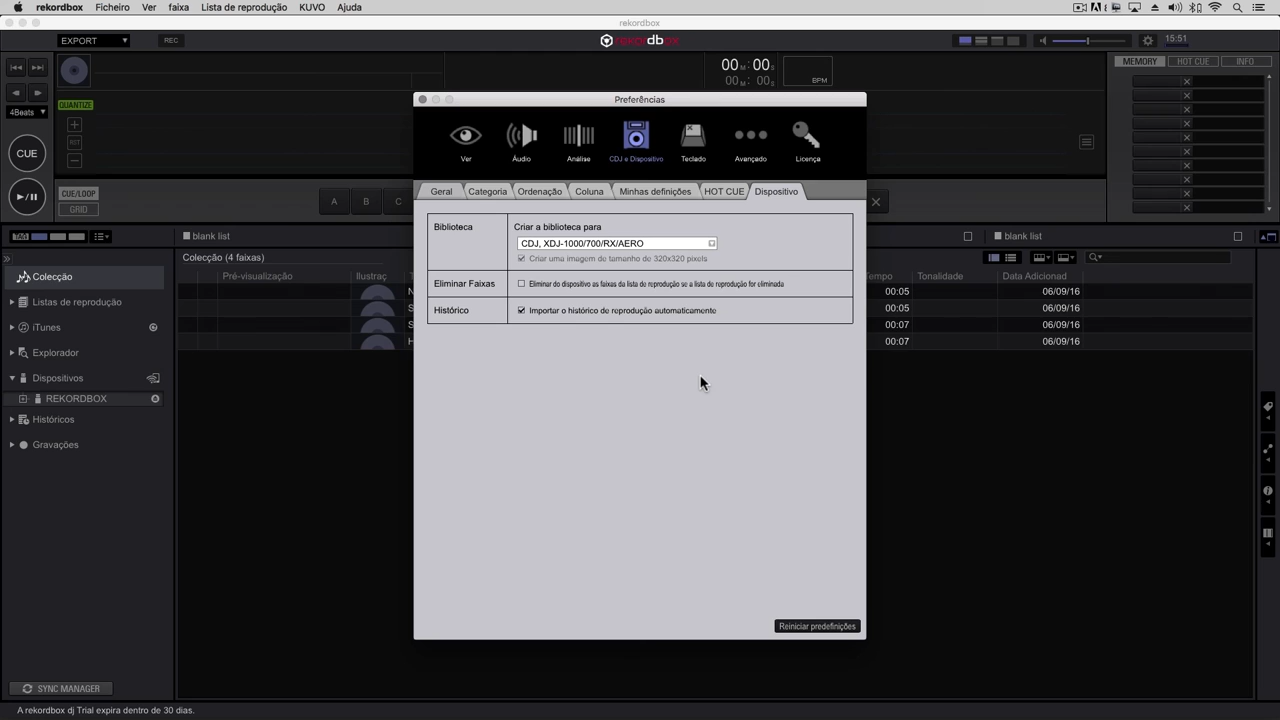 rekordbox Ficheiro Ver faixa Lista de reprodução KUVO Ajuda
rekordbox
EXPORT REC rekordbox 15:51
00 M : 00 S
00 M : 00 S
BPM
MEMORY HOT CUE INFO
QUANTIZE
4Beats
RST
CUE
CUE/LOOP
GRID
A B C
Preferências
Ver Áudio Análise CDJ e Dispositivo Teclado Avançado Licença
Geral Categoria Ordenação Coluna Minhas definições HOT CUE Dispositivo
Biblioteca Criar a biblioteca para
CDJ, XDJ-1000/700/RX/AERO
Criar uma imagem de tamanho de 320x320 pixels
Eliminar Faixas Eliminar do dispositivo as faixas da lista de reprodução se a lista de reprodução for eliminada
Histórico Importar o histórico de reprodução automaticamente
Reiniciar predefinições
TAG blank list blank list
Colecção (4 faixas)
Pré-visualização Ilustraç Tempo Tonalidade Data Adicionad
00:05 06/09/16
00:05 06/09/16
00:07 06/09/16
00:07 06/09/16
Colecção
Listas de reprodução
iTunes
Explorador
Dispositivos
REKORDBOX
Históricos
Gravações
SYNC MANAGER
A rekordbox dj Trial expira dentro de 30 dias.